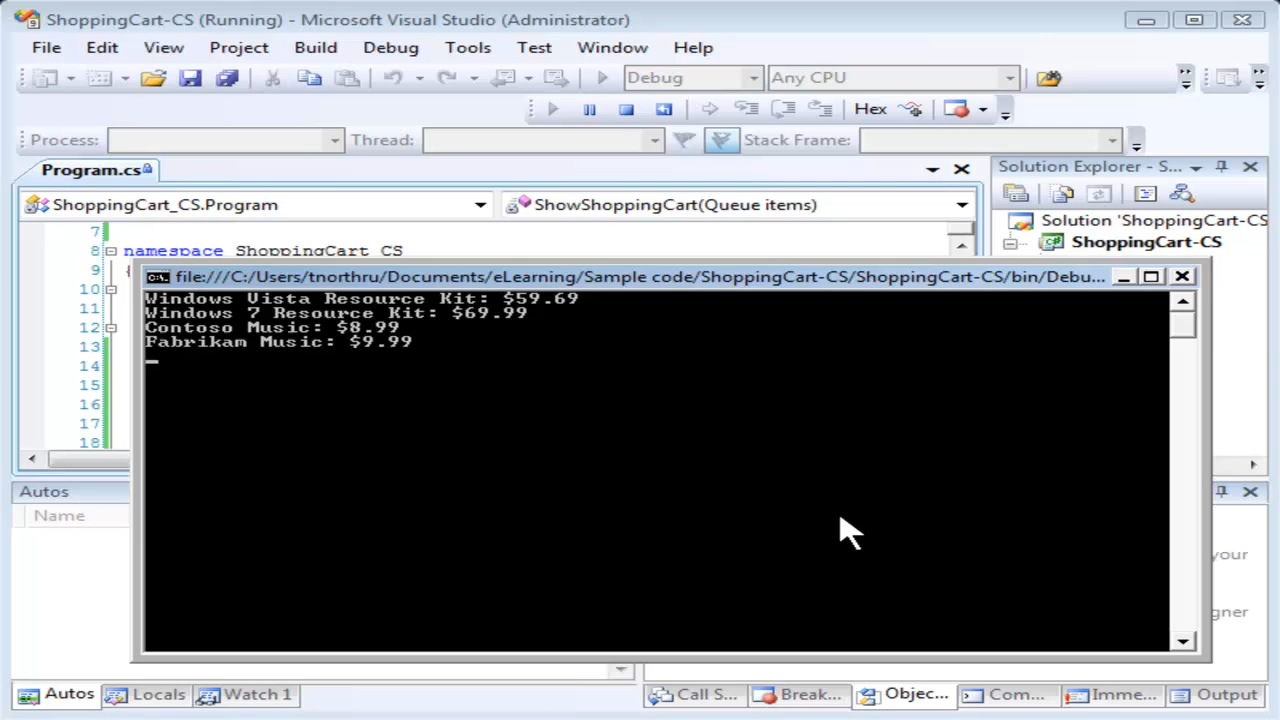 ShoppingCart-CS (Running) - Microsoft Visual Studio (Administrator)
File Edit View Project Build Debug Tools Test Window Help
Debug Any CPU
Hex
Process: Thread: Stack Frame:
Program.cs Solution Explorer - S...
ShoppingCart_CS.Program ShowShoppingCart(Queue items)
Solution 'ShoppingCart-CS
ShoppingCart-CS
7
8 namespace ShoppingCart_CS
9 {
10
11
12
13
14
15
16
17
18
file:///C:/Users/tnorthru/Documents/eLearning/Sample code/ShoppingCart-CS/ShoppingCart-CS/bin/Debu...
Windows Vista Resource Kit: $59.69
Windows 7 Resource Kit: $69.99
Contoso Music: $8.99
Fabrikam Music: $9.99
Autos
Name
your
gner
Autos Locals Watch 1 Call S... Break... Objec... Com... Imme... Output